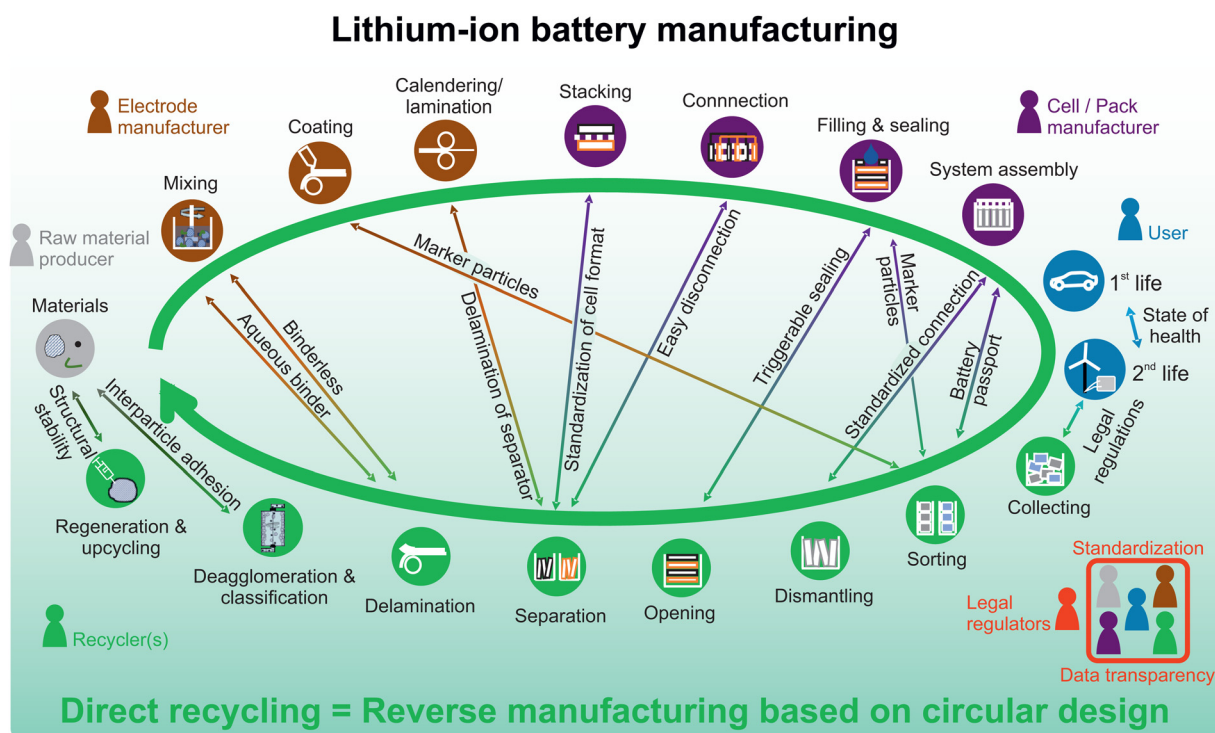 Lithium-ion battery manufacturing
Electrode
manufacturer
Coating
Calendering/
lamination
Stacking
Connnection
Filling & sealing
Cell / Pack
manufacturer
System assembly
Mixing
Raw material
producer
User
Materials
1st life
State of
health
2nd life
Legal
regulations
Marker particles
Delamination of separator
Standardization of cell format
Easy disconnection
Triggerable sealing
Marker
particles
Standardized connection
Battery
passport
Binderless
Aqueous binder
Interparticle adhesion
Structural
stability
Regeneration &
upcycling
Deagglomeration &
classification
Delamination
Separation
Opening
Dismantling
Sorting
Collecting
Recycler(s)
Standardization
Legal
regulators
Data transparency
Direct recycling = Reverse manufacturing based on circular design